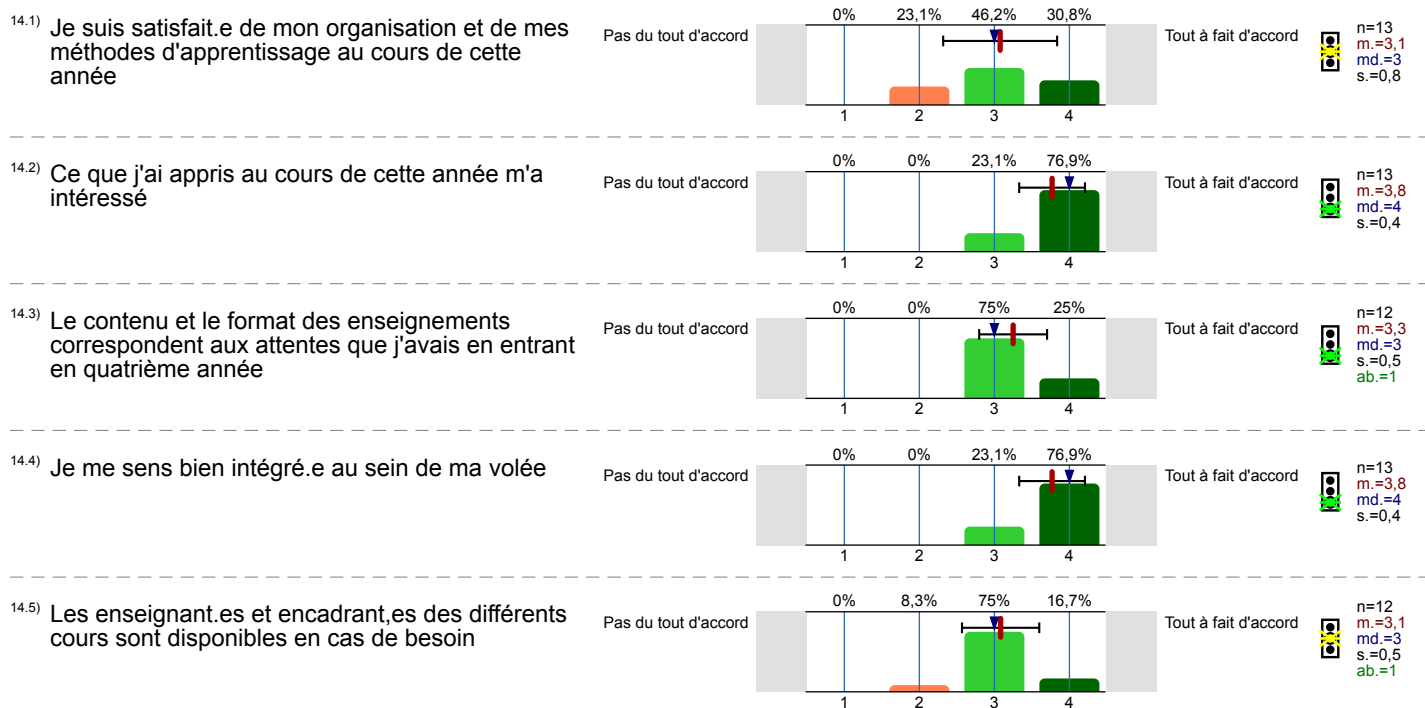 14.1) Je suis satisfait.e de mon organisation et de mes
méthodes d'apprentissage au cours de cette
année
Pas du tout d'accord
0% 23,1% 46,2% 30,8%
1 2 3 4
Tout à fait d'accord
n=13
m.=3,1
md.=3
s.=0,8
14.2) Ce que j'ai appris au cours de cette année m'a
intéressé
Pas du tout d'accord
0% 0% 23,1% 76,9%
1 2 3 4
Tout à fait d'accord
n=13
m.=3,8
md.=4
s.=0,4
14.3) Le contenu et le format des enseignements
correspondent aux attentes que j'avais en entrant
en quatrième année
Pas du tout d'accord
0% 0% 75% 25%
1 2 3 4
Tout à fait d'accord
n=12
m.=3,3
md.=3
s.=0,5
ab.=1
14.4) Je me sens bien intégré.e au sein de ma volée
Pas du tout d'accord
0% 0% 23,1% 76,9%
1 2 3 4
Tout à fait d'accord
n=13
m.=3,8
md.=4
s.=0,4
14.5) Les enseignant.es et encadrant,es des différents
cours sont disponibles en cas de besoin
Pas du tout d'accord
0% 8,3% 75% 16,7%
1 2 3 4
Tout à fait d'accord
n=12
m.=3,1
md.=3
s.=0,5
ab.=1